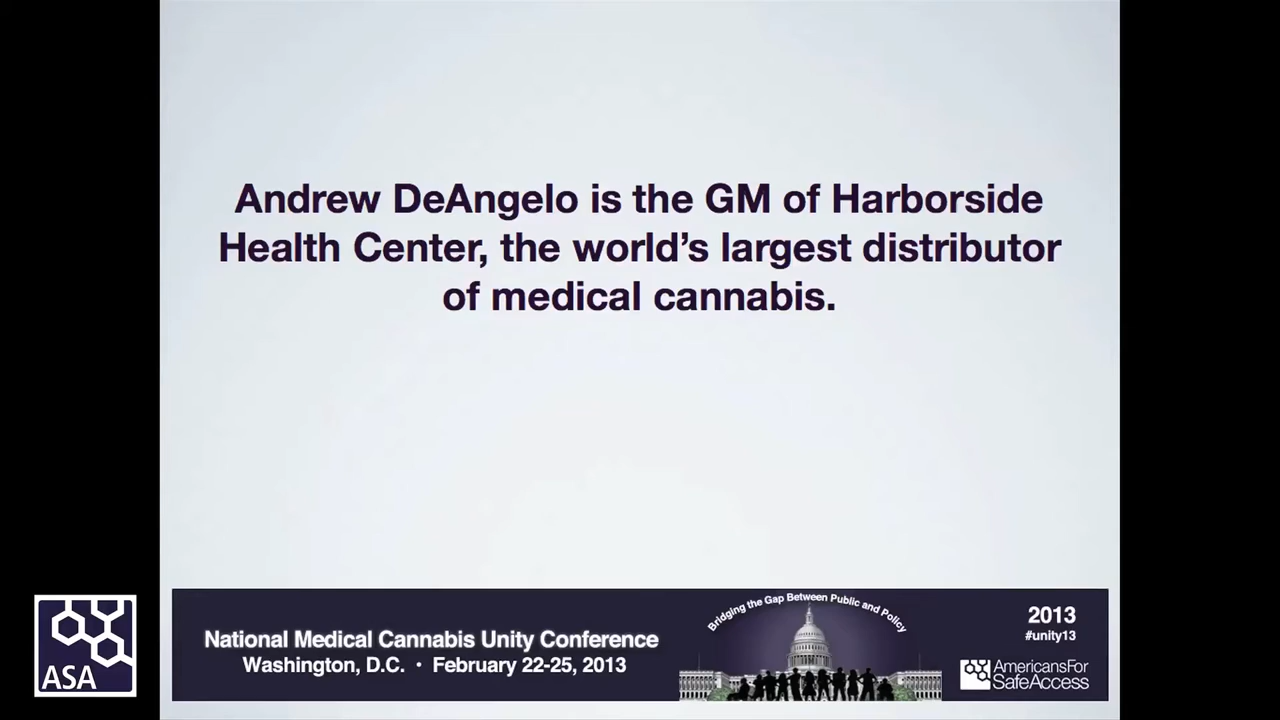 Andrew DeAngelo is the GM of Harborside
Health Center, the world's largest distributor
of medical cannabis.
ASA
National Medical Cannabis Unity Conference
Washington, D.C. • February 22-25, 2013
Bridging the Gap Between Public and Policy
2013
#unity13
AmericansFor
SafeAccess